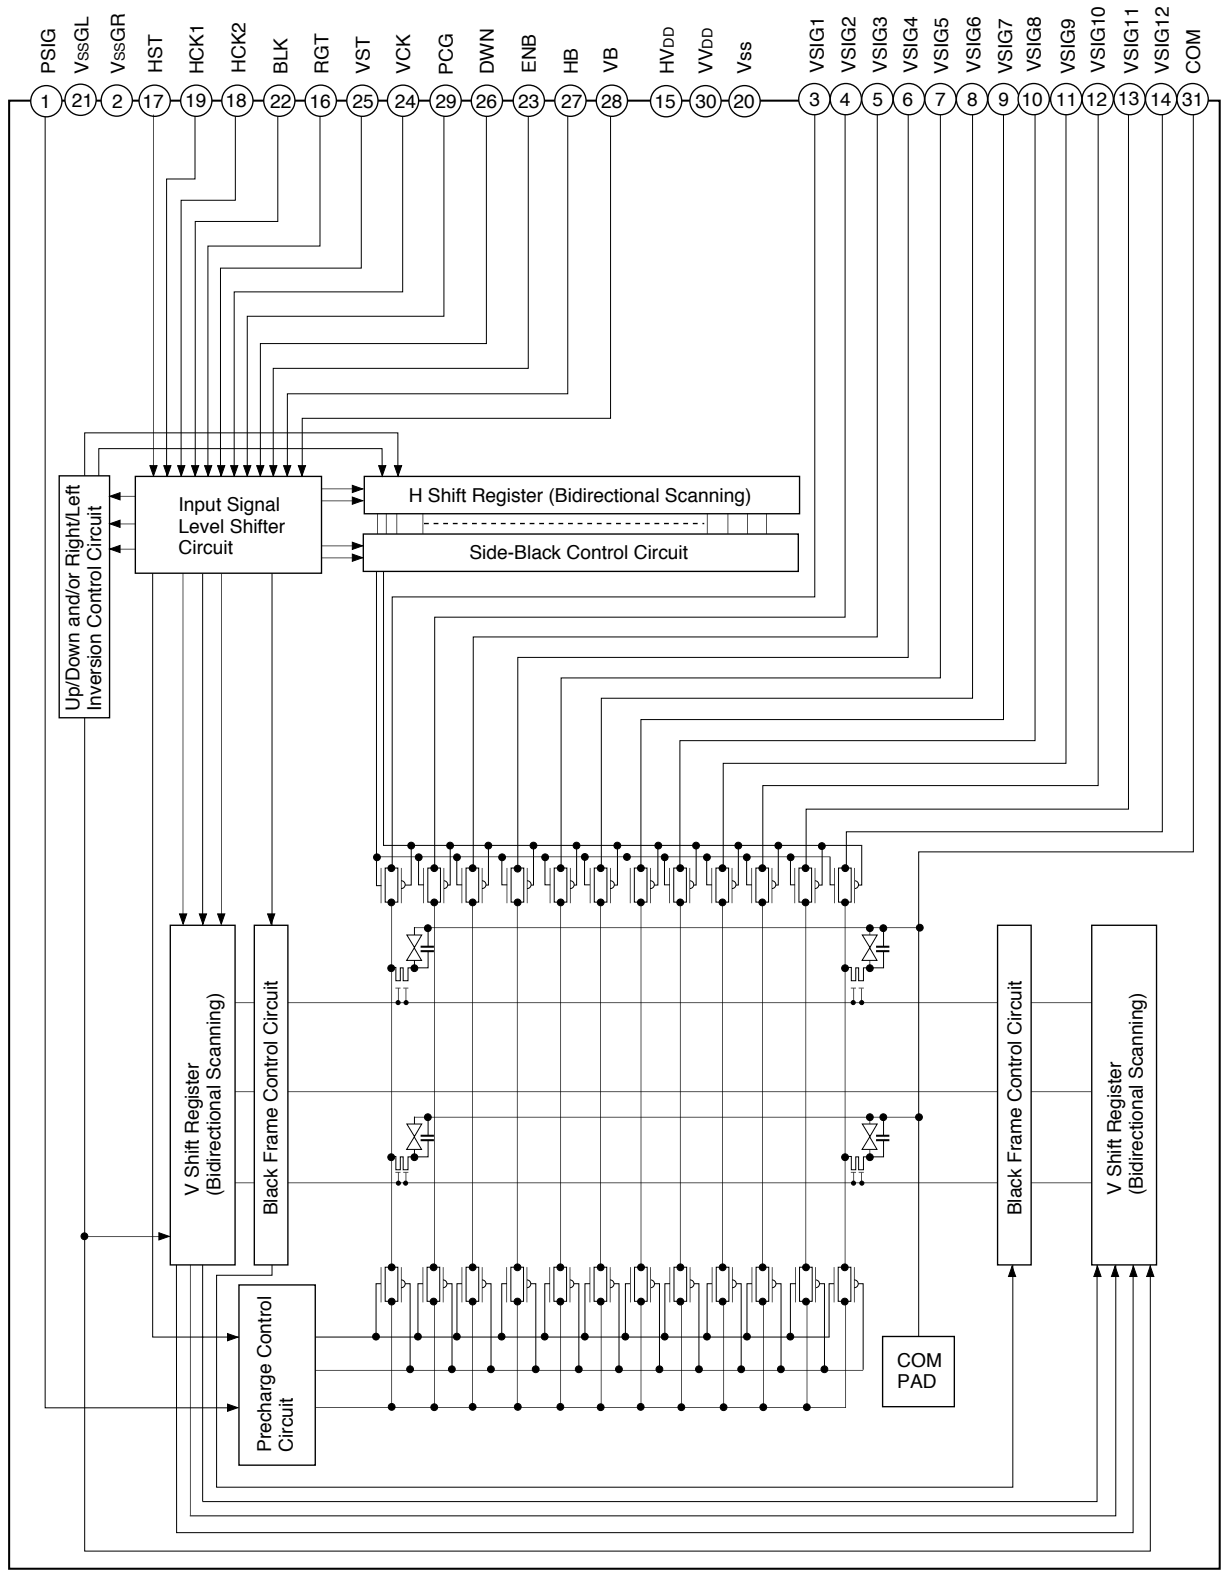 PSIG
VssGL
VssGR
HST
HCK1
HCK2
BLK
RGT
VST
VCK
PCG
DWN
ENB
HB
VB
HVDD
VVDD
Vss
VSIG1
VSIG2
VSIG3
VSIG4
VSIG5
VSIG6
VSIG7
VSIG8
VSIG9
VSIG10
VSIG11
VSIG12
COM
1
21
2
17
19
18
22
16
25
24
29
26
23
27
28
15
30
20
3
4
5
6
7
8
9
10
11
12
13
14
31
Up/Down and/or Right/Left
Inversion Control Circuit
Input Signal
Level Shifter
Circuit
H Shift Register (Bidirectional Scanning)
Side-Black Control Circuit
V Shift Register
(Bidirectional Scanning)
Black Frame Control Circuit
Black Frame Control Circuit
V Shift Register
(Bidirectional Scanning)
Precharge Control
Circuit
COM
PAD